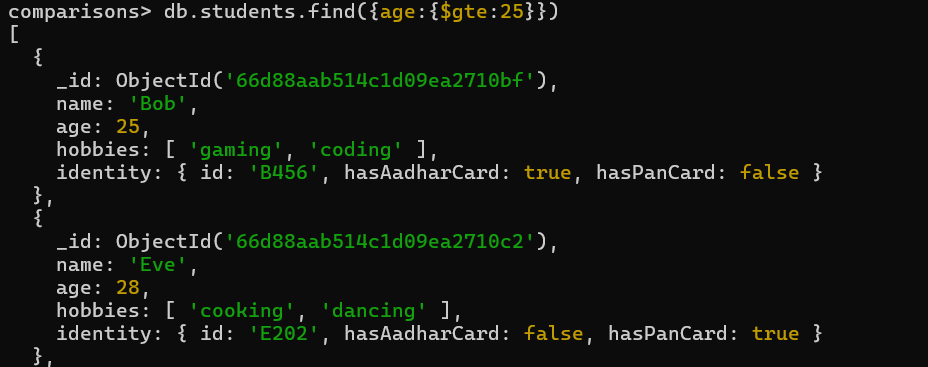 comparisons> db.students.find({age:{$gte:25}})
[
  {
    _id: ObjectId('66d88aab514c1d09ea2710bf'),
    name: 'Bob',
    age: 25,
    hobbies: [ 'gaming', 'coding' ],
    identity: { id: 'B456', hasAadharCard: true, hasPanCard: false }
  },
  {
    _id: ObjectId('66d88aab514c1d09ea2710c2'),
    name: 'Eve',
    age: 28,
    hobbies: [ 'cooking', 'dancing' ],
    identity: { id: 'E202', hasAadharCard: false, hasPanCard: true }
  },